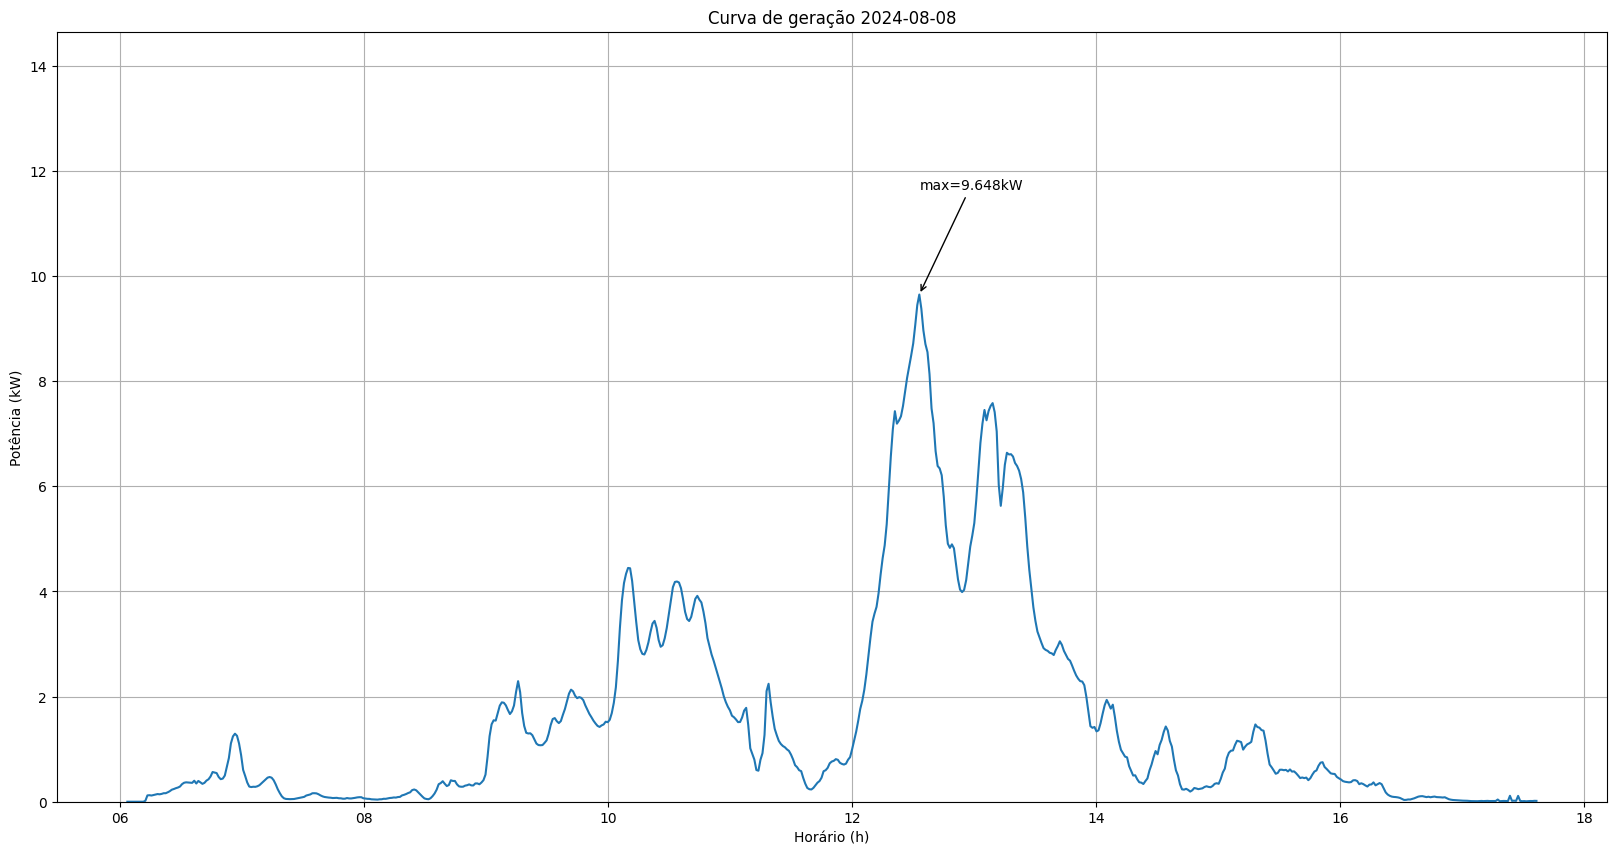 Curva de geração 2024-08-08
14
12
max=9.648kW
10
8
6
4
2
0
Potência (kW)
06 08 10 12 14 16 18
Horário (h)